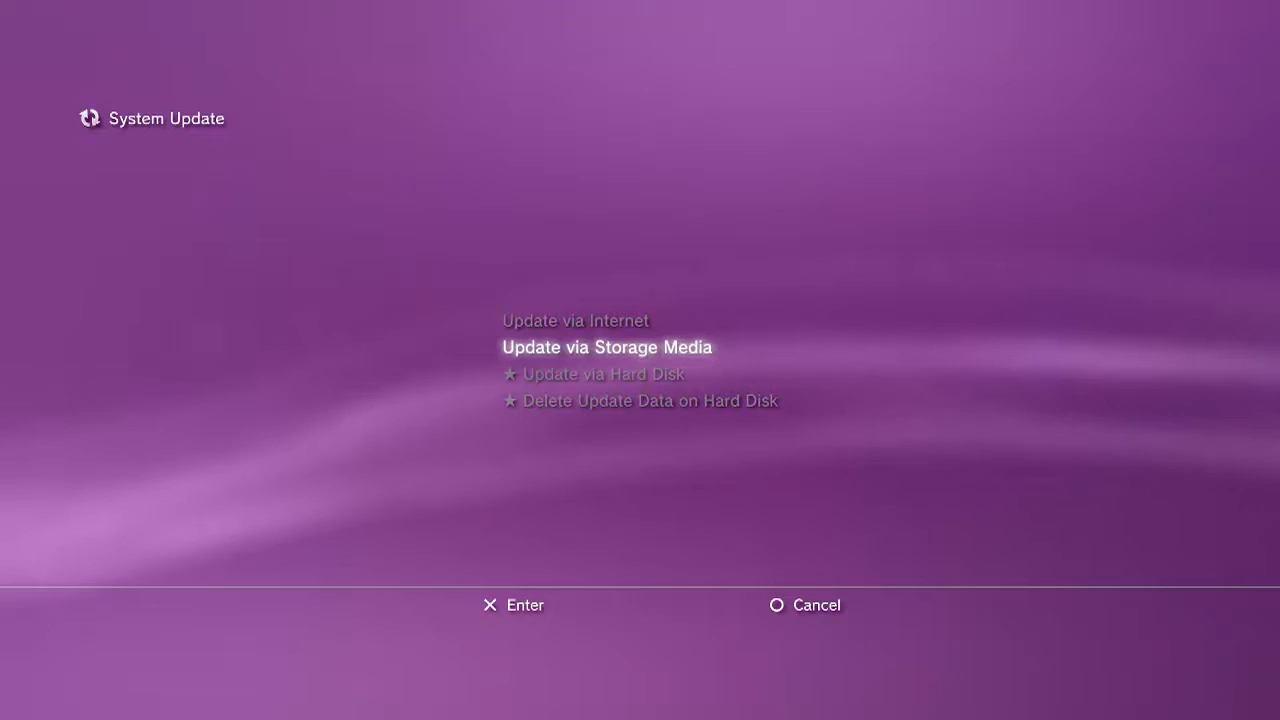 System Update
Update via Internet
Update via Storage Media
★ Update via Hard Disk
★ Delete Update Data on Hard Disk
Enter
Cancel